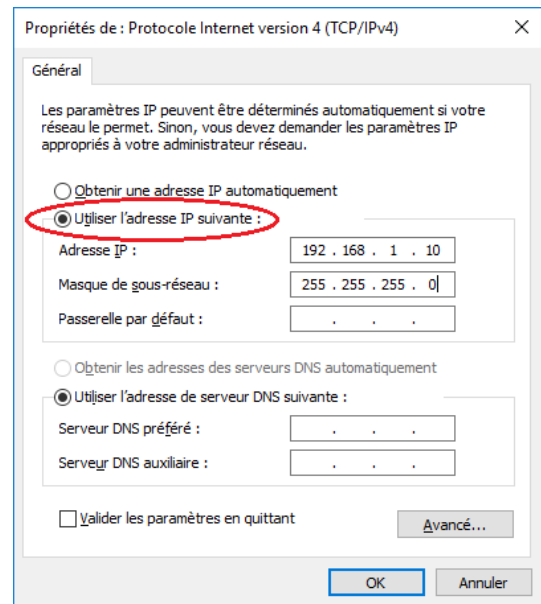 Propriétés de : Protocole Internet version 4 (TCP/IPv4)
Général
Les paramètres IP peuvent être déterminés automatiquement si votre
réseau le permet. Sinon, vous devez demander les paramètres IP
appropriés à votre administrateur réseau.
Obtenir une adresse IP automatiquement
Utiliser l'adresse IP suivante :
Adresse IP : 192 . 168 . 1 . 10
Masque de sous-réseau : 255 . 255 . 255 . 0
Passerelle par défaut : . . .
Obtenir les adresses des serveurs DNS automatiquement
Utiliser l'adresse de serveur DNS suivante :
Serveur DNS préféré : . . .
Serveur DNS auxiliaire : . . .
Valider les paramètres en quittant
Avancé...
OK Annuler